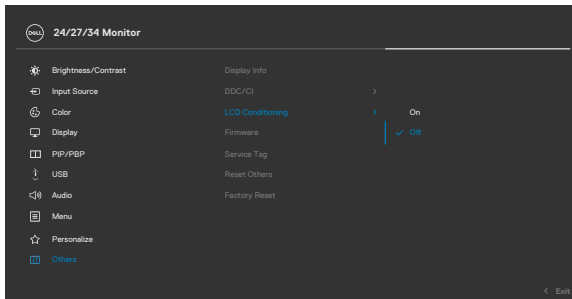 DELL 24/27/34 Monitor
Brightness/Contrast
Input Source
Color
Display
PIP/PBP
USB
Audio
Menu
Personalize
Others
Display Info
DDC/CI
LCD Conditioning
Firmware
Service Tag
Reset Others
Factory Reset
On
Off
Exit